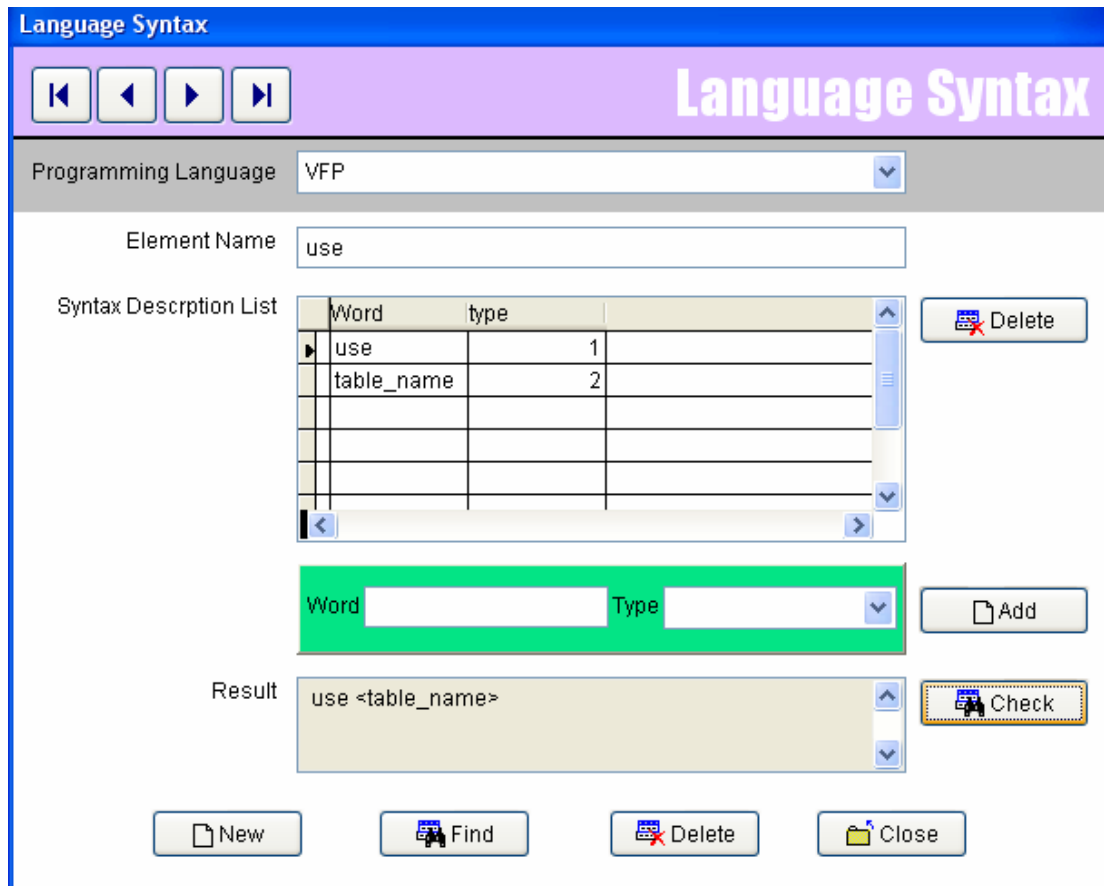 Language Syntax
Language Syntax
Programming Language VFP
Element Name use
Syntax Descrption List
Word type
Delete
use 1
table_name 2
Word Type
Add
Result use <table_name>
Check
New Find Delete Close